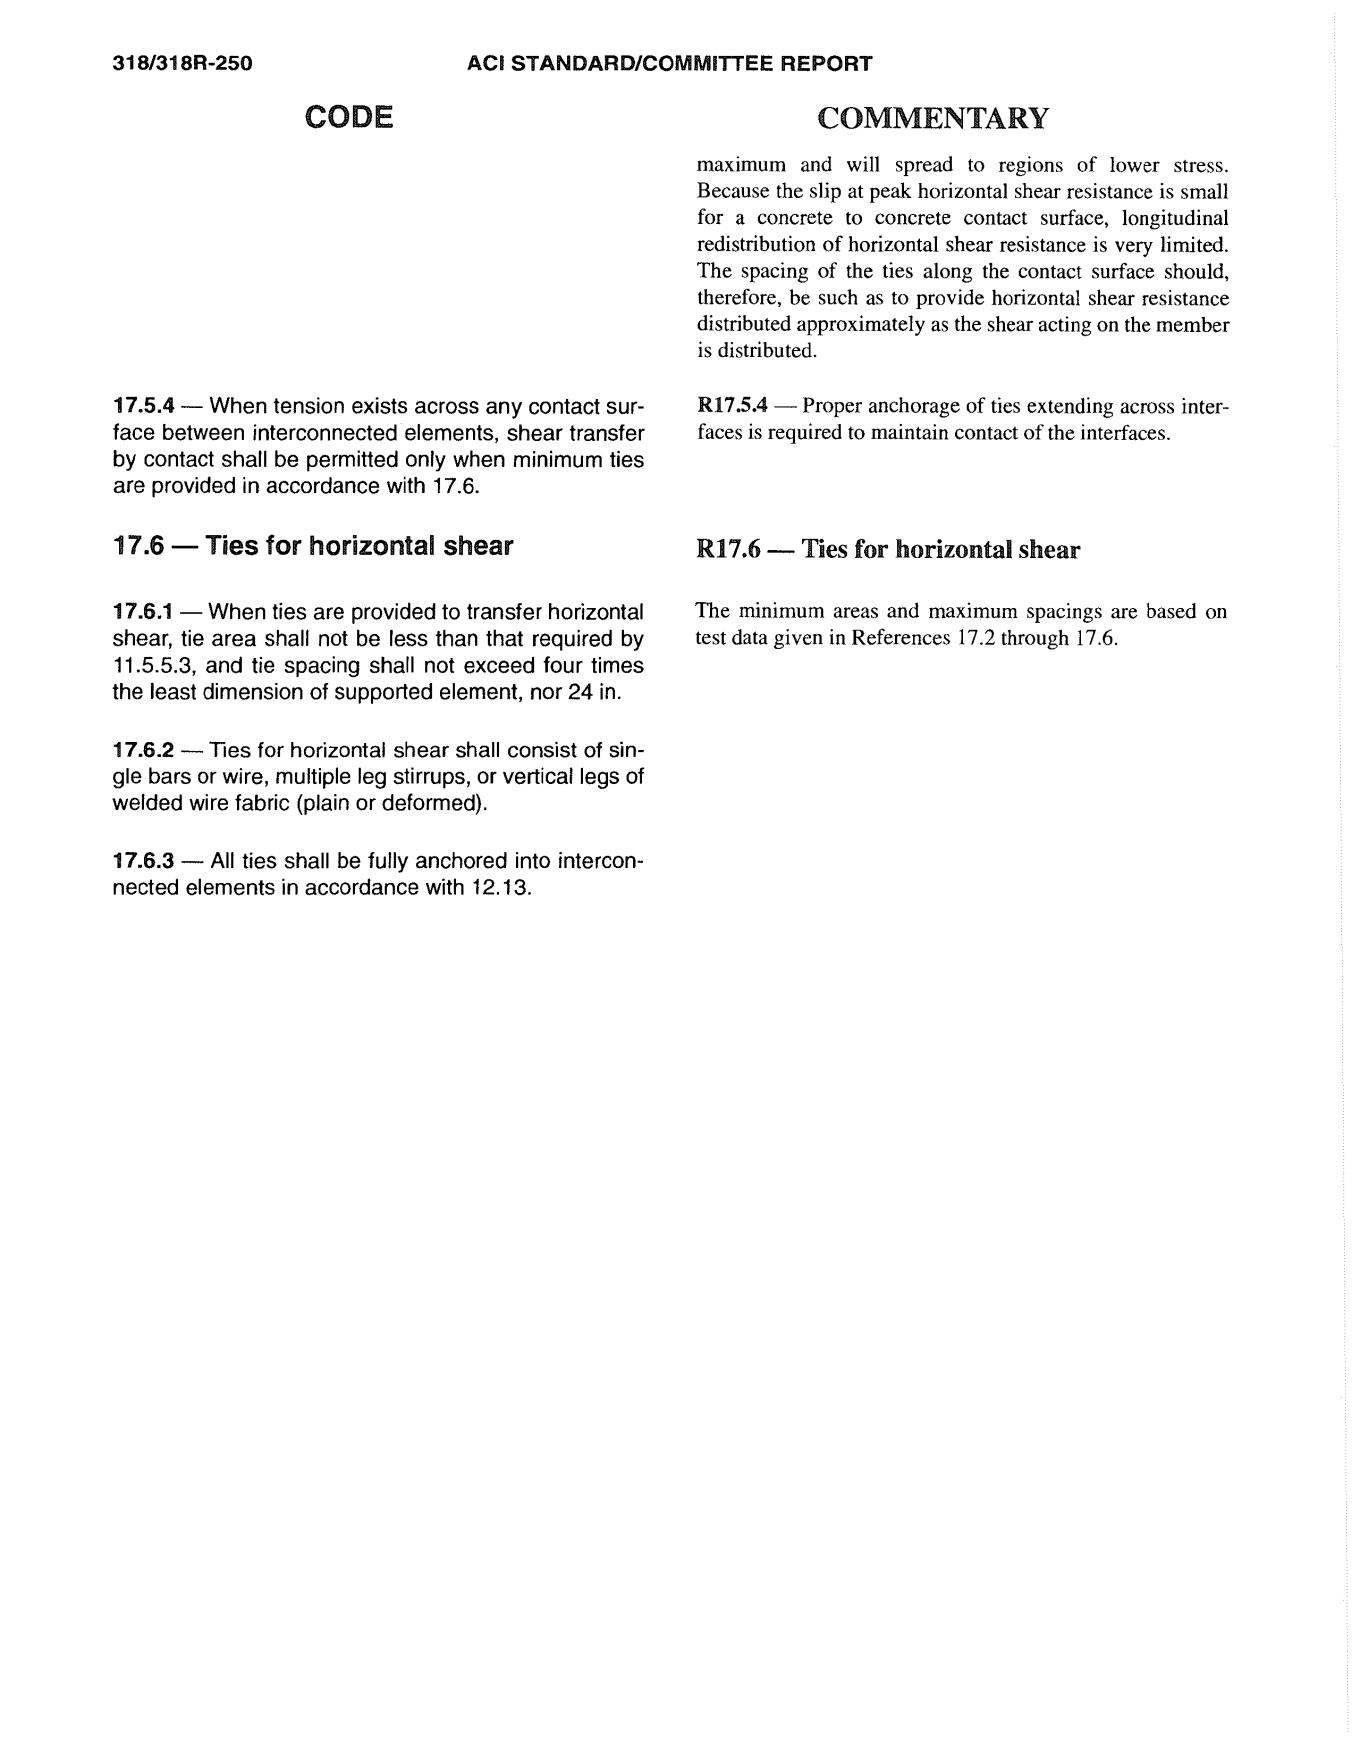 318/318R-250
ACI STANDARD/COMMITTEE REPORT
CODE
17.5.4 — When tension exists across any contact sur-
face between interconnected elements, shear transfer
by contact shall be permitted only when minimum ties
are provided in accordance with 17.6.
17.6 — Ties for horizontal shear
17.6.1 — When ties are provided to transfer horizontal
shear, tie area shall not be less than that required by
11.5.5.3, and tie spacing shall not exceed four times
the least dimension of supported element, nor 24 in.
17.6.2 — Ties for horizontal shear shall consist of sin-
gle bars or wire, multiple leg stirrups, or vertical legs of
welded wire fabric (plain or deformed).
17.6.3 — All ties shall be fully anchored into intercon-
nected elements in accordance with 12.13.
COMMENTARY
maximum and will spread to regions of lower stress.
Because the slip at peak horizontal shear resistance is small
for a concrete to concrete contact surface, longitudinal
redistribution of horizontal shear resistance is very limited.
The spacing of the ties along the contact surface should,
therefore, be such as to provide horizontal shear resistance
distributed approximately as the shear acting on the member
is distributed.
R17.5.4 — Proper anchorage of ties extending across inter-
faces is required to maintain contact of the interfaces.
R17.6 — Ties for horizontal shear
The minimum areas and maximum spacings are based on
test data given in References 17.2 through 17.6.